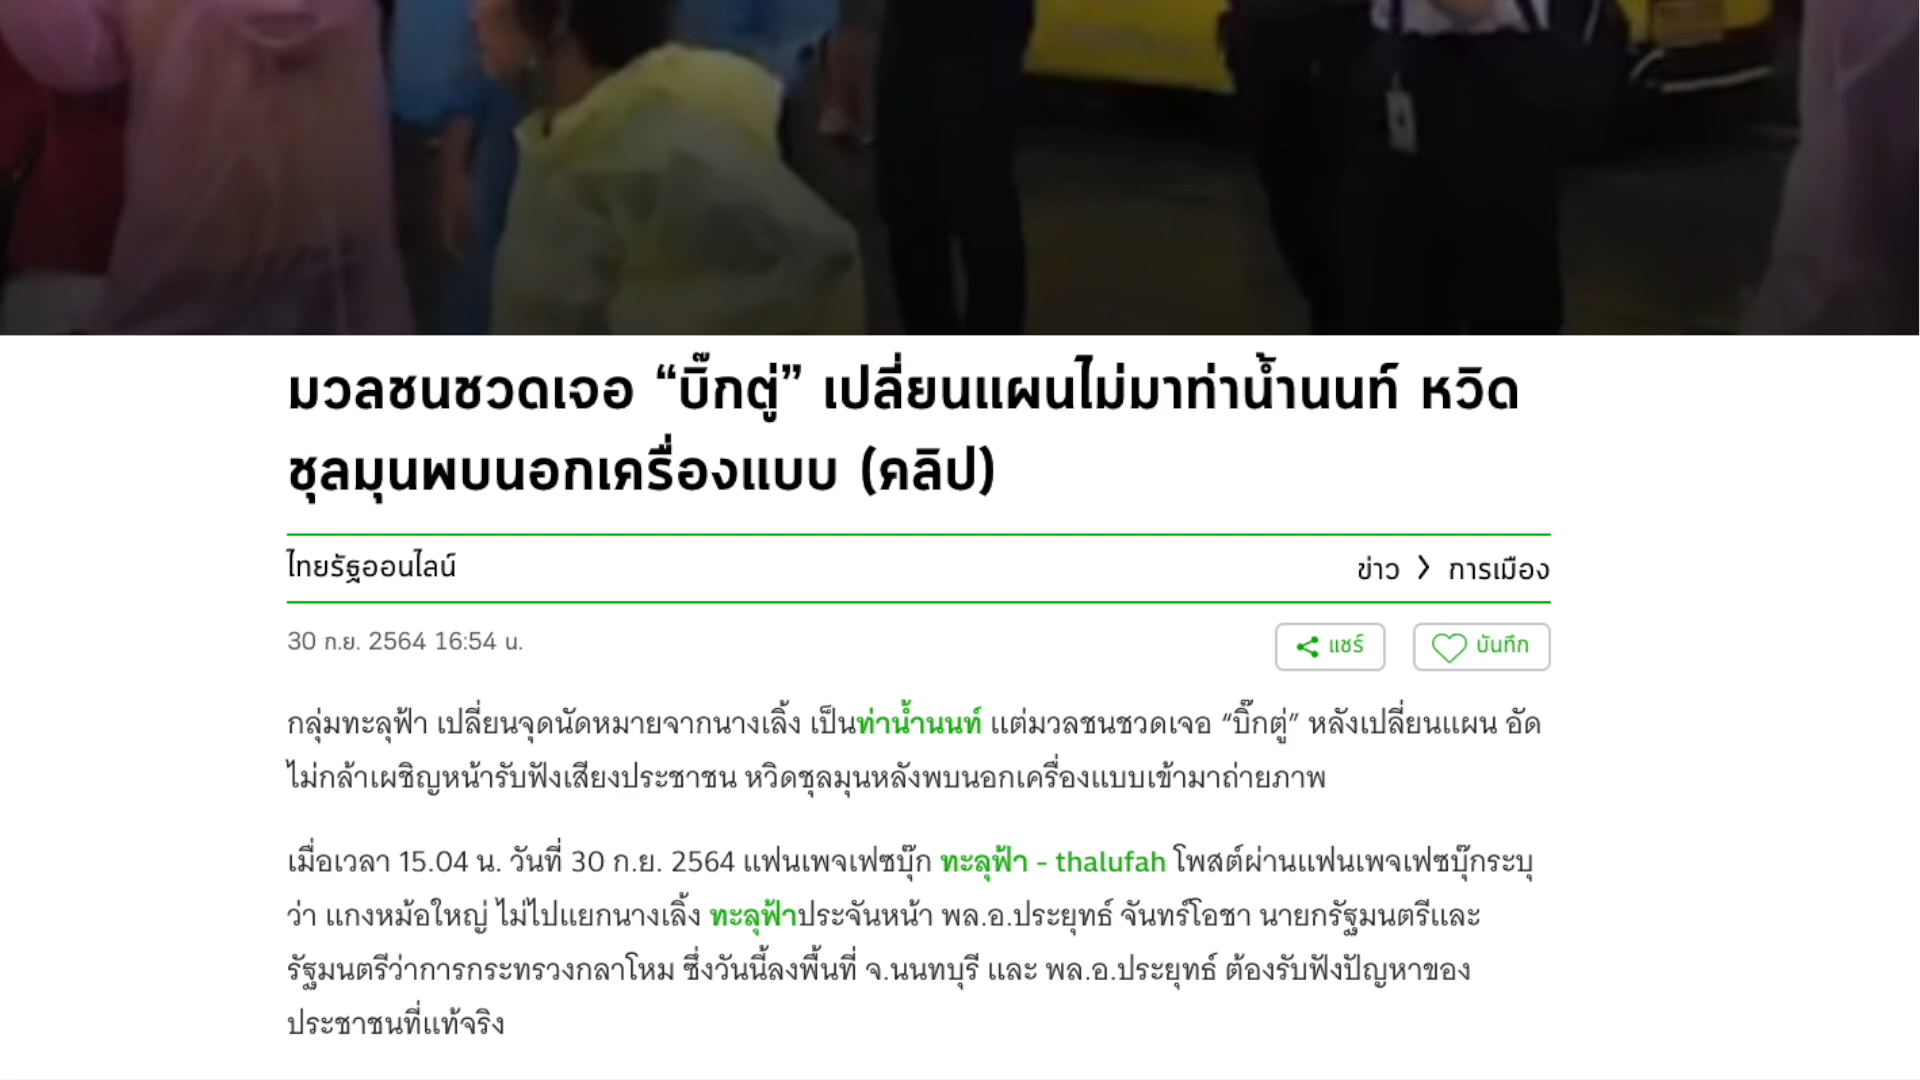 มวลชนชวดเจอ “บิ๊กตู่” เปลี่ยนแผนไม่มาท่าน้ำนนท์ หวิด
ชุลมุนพบนอกเครื่องแบบ (คลิป)
ไทยรัฐออนไลน์
ข่าว › การเมือง
30 ก.ย. 2564 16:54 น.
แชร์
บันทึก
กลุ่มทะลุฟ้า เปลี่ยนจุดนัดหมายจากนางเลิ้ง เป็นท่าน้ำนนท์ แต่มวลชนชวดเจอ “บิ๊กตู่” หลังเปลี่ยนแผน อัด
ไม่กล้าเผชิญหน้ารับฟังเสียงประชาชน หวิดชุลมุนหลังพบนอกเครื่องแบบเข้ามาถ่ายภาพ
เมื่อเวลา 15.04 น. วันที่ 30 ก.ย. 2564 แฟนเพจเฟซบุ๊ก ทะลุฟ้า - thalufah โพสต์ผ่านแฟนเพจเฟซบุ๊กระบุ
ว่า แกงหม้อใหญ่ ไม่ไปแยกนางเลิ้ง ทะลุฟ้าประจันหน้า พล.อ.ประยุทธ์ จันทร์โอชา นายกรัฐมนตรีและ
รัฐมนตรีว่าการกระทรวงกลาโหม ซึ่งวันนี้ลงพื้นที่ จ.นนทบุรี และ พล.อ.ประยุทธ์ ต้องรับฟังปัญหาของ
ประชาชนที่แท้จริง